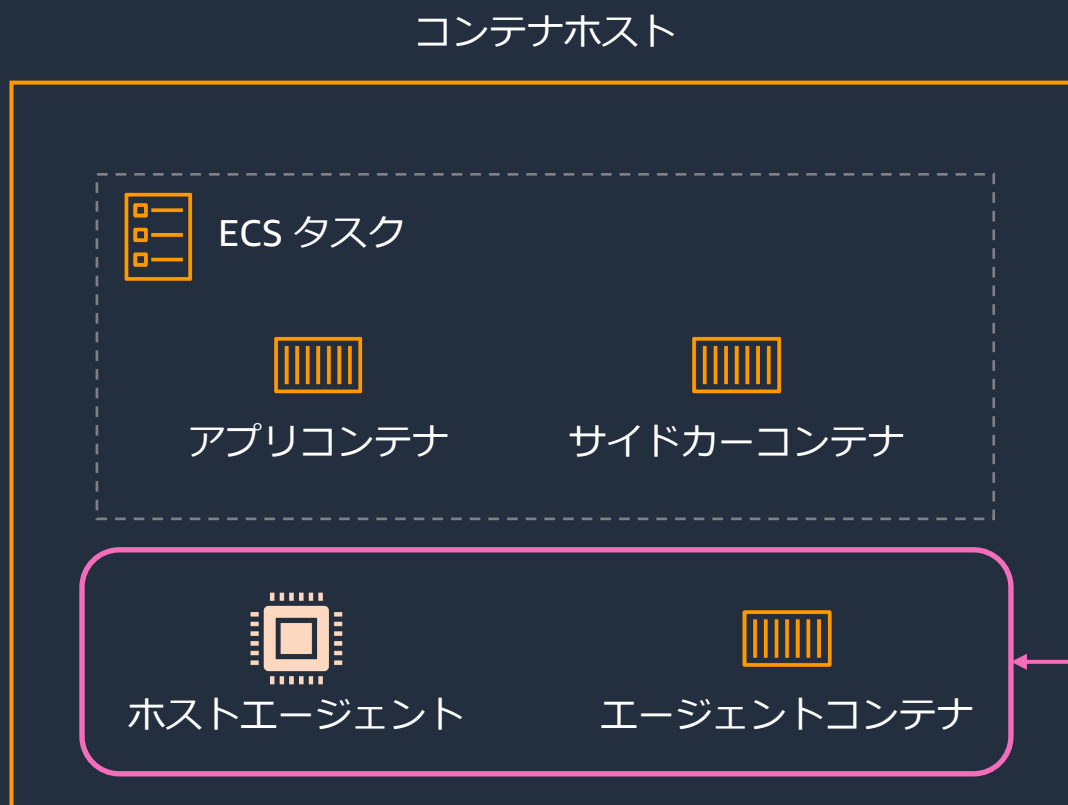 コンテナホスト
ECS タスク
アプリコンテナ
サイドカーコンテナ
ホストエージェント
エージェントコンテナ